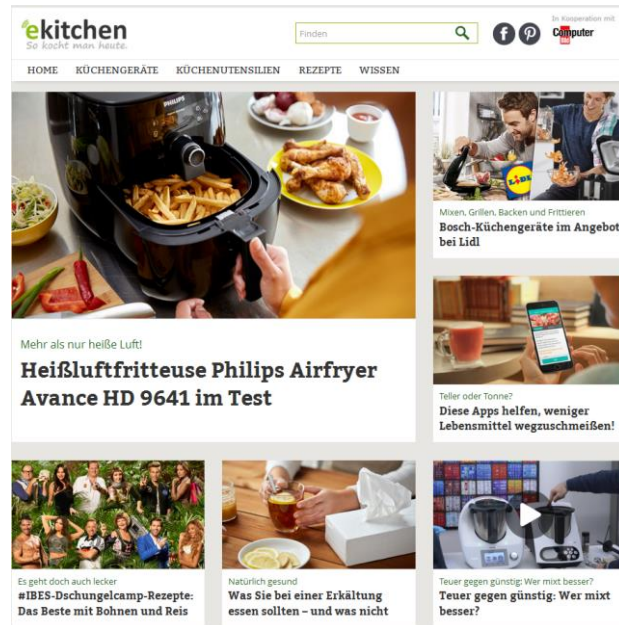 ekitchen
So kocht man heute.
Finden
In Kooperation mit
Computer
HOME KÜCHENGERÄTE KÜCHENUTENSILIEN REZEPTE WISSEN
PHILIPS
Mehr als nur heiße Luft!
Heißluftfritteuse Philips Airfryer
Avance HD 9641 im Test
LIDL
Mixen, Grillen, Backen und Frittieren
Bosch-Küchengeräte im Angebot
bei Lidl
Teller oder Tonne?
Diese Apps helfen, weniger
Lebensmittel wegzuschmeißen!
Es geht doch auch lecker
#IBES-Dschungelcamp-Rezepte:
Das Beste mit Bohnen und Reis
Natürlich gesund
Was Sie bei einer Erkältung
essen sollten – und was nicht
Teuer gegen günstig: Wer mixt besser?
Teuer gegen günstig: Wer mixt
besser?